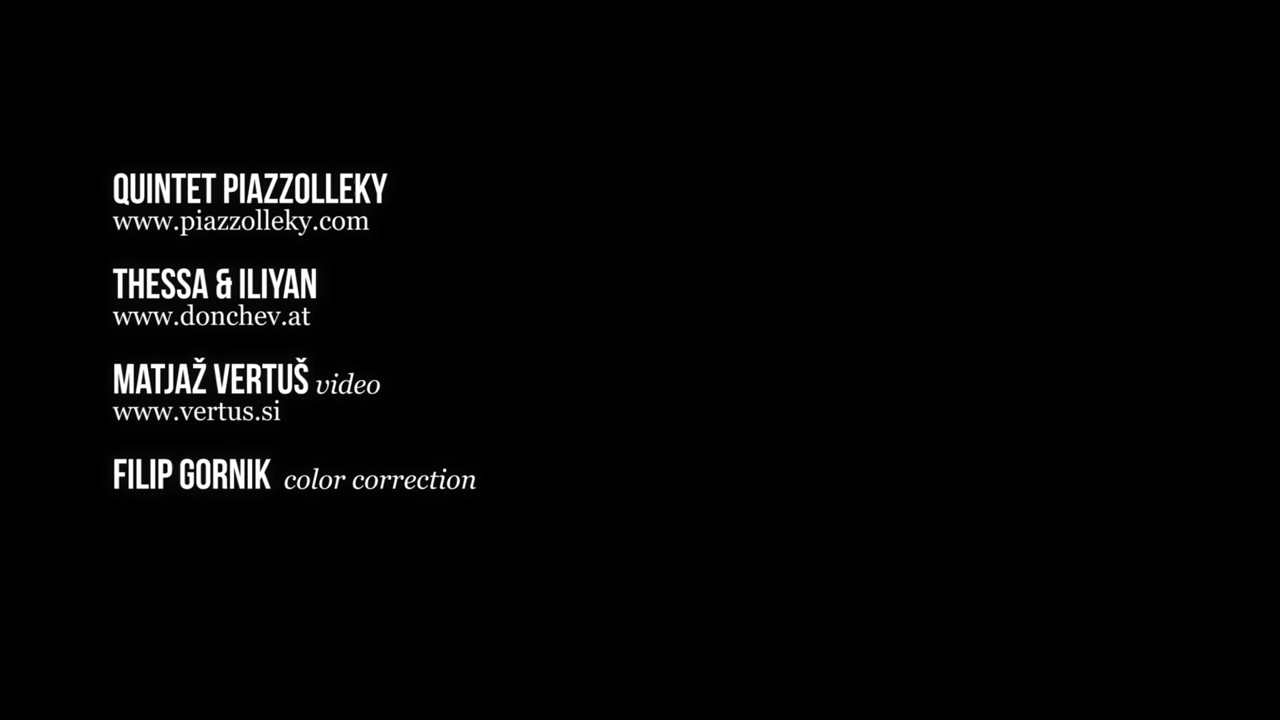 QUINTET PIAZZOLLEKY
www.piazzolleky.com
THESSA & ILIYAN
www.donchev.at
MATJAŽ VERTUŠ video
www.vertus.si
FILIP GORNIK color correction